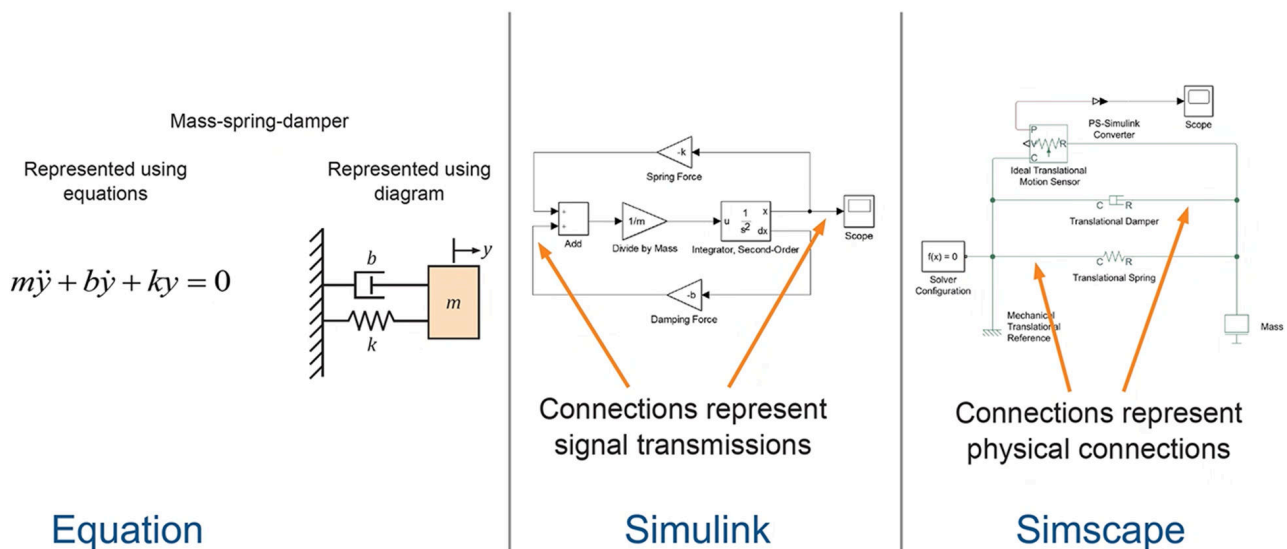 Mass-spring-damper
Represented using
equations
Represented using
diagram
mÿ + bẏ + ky = 0
y
b
m
k
Equation
-k
Spring Force
+
+
Add
1/m
Divide by Mass
u
1
s²
x
dx
Integrator, Second-Order
Scope
-b
Damping Force
Connections represent
signal transmissions
Simulink
PS-Simulink
Converter
Scope
P
V
R
C
Ideal Translational
Motion Sensor
C
R
Translational Damper
f(x) = 0
Solver
Configuration
C
R
Translational Spring
Mechanical
Translational
Reference
Mass
Connections represent
physical connections
Simscape